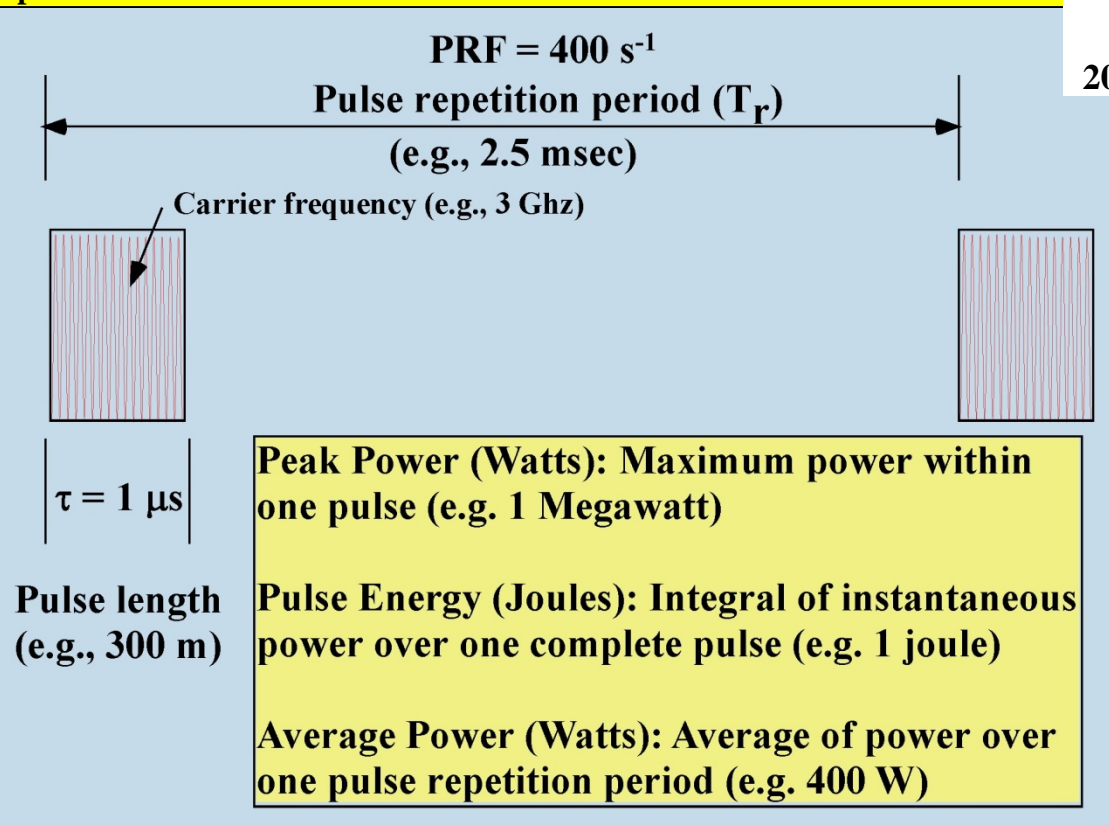 20
PRF = 400 s-1
Pulse repetition period (Tr)
(e.g., 2.5 msec)
Carrier frequency (e.g., 3 Ghz)
τ = 1 μs
Pulse length
(e.g., 300 m)
Peak Power (Watts): Maximum power within
one pulse (e.g. 1 Megawatt)
Pulse Energy (Joules): Integral of instantaneous
power over one complete pulse (e.g. 1 joule)
Average Power (Watts): Average of power over
one pulse repetition period (e.g. 400 W)